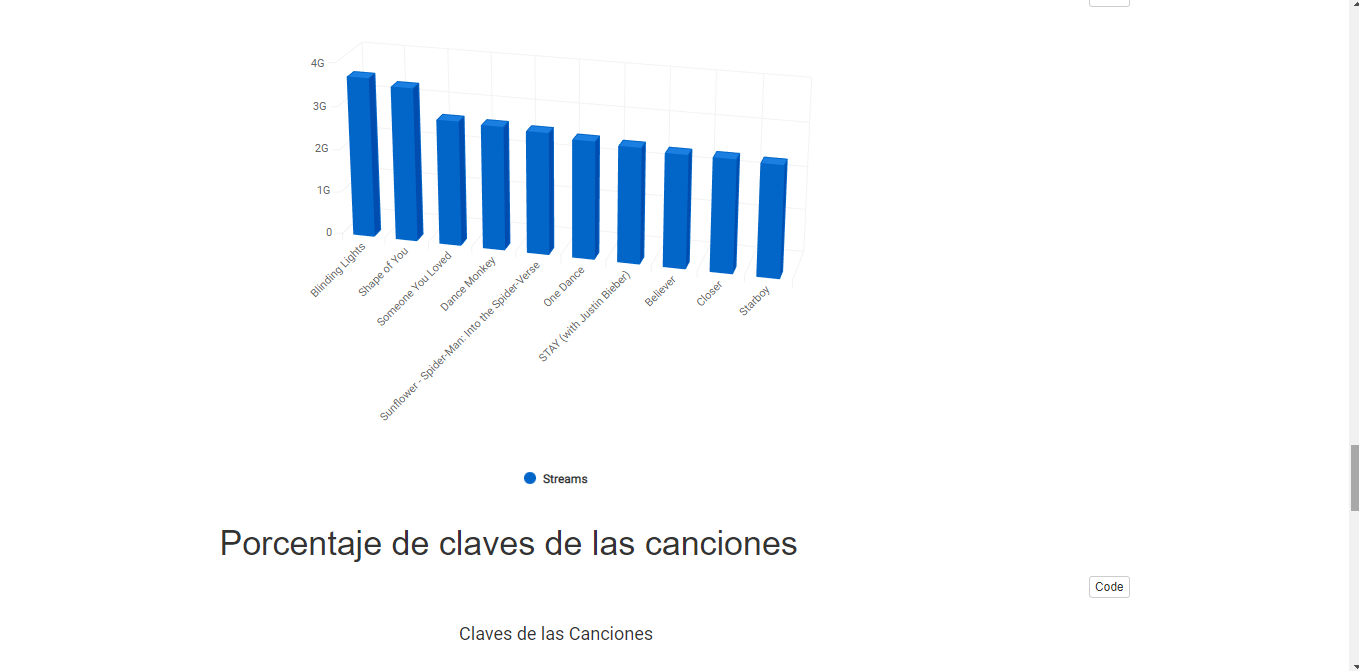 4G
3G
2G
1G
0
Blinding Lights
Shape of You
Someone You Loved
Dance Monkey
Sunflower - Spider-Man: Into the Spider-Verse
One Dance
STAY (with Justin Bieber)
Believer
Closer
Starboy
Streams
Porcentaje de claves de las canciones
Code
Claves de las Canciones